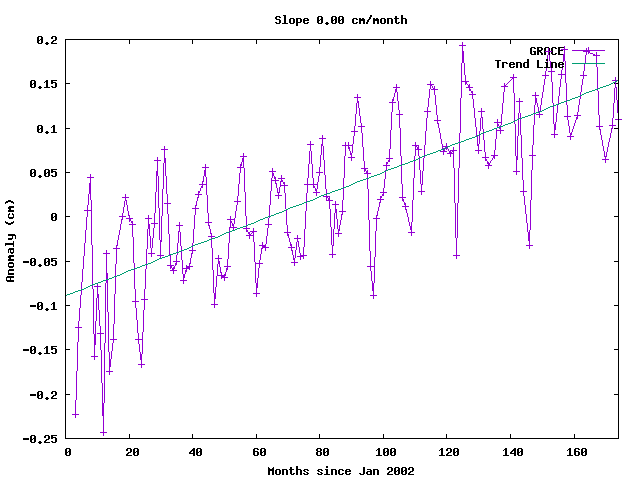 Slope 0.00 cm/month
GRACE
Trend Line
0.2
0.15
0.1
0.05
0
-0.05
-0.1
-0.15
-0.2
-0.25
Anomaly (cm)
0 20 40 60 80 100 120 140 160
Months since Jan 2002